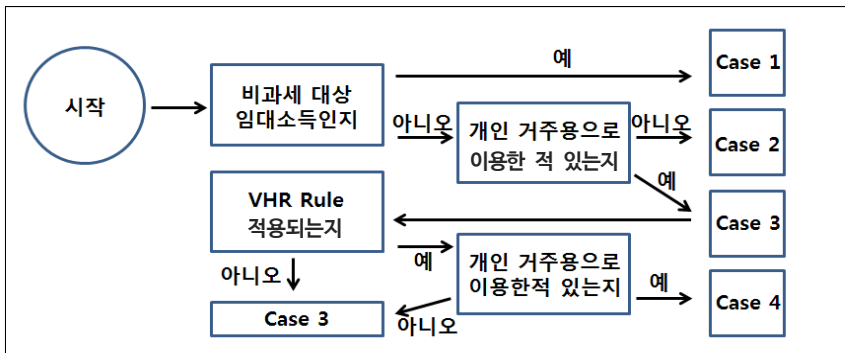 시작
비과세 대상
임대소득인지
예
Case 1
아니오
개인 거주용으로
이용한 적 있는지
아니오
Case 2
예
Case 3
VHR Rule
적용되는지
예
개인 거주용으로
이용한적 있는지
예
Case 4
아니오
Case 3
아니오